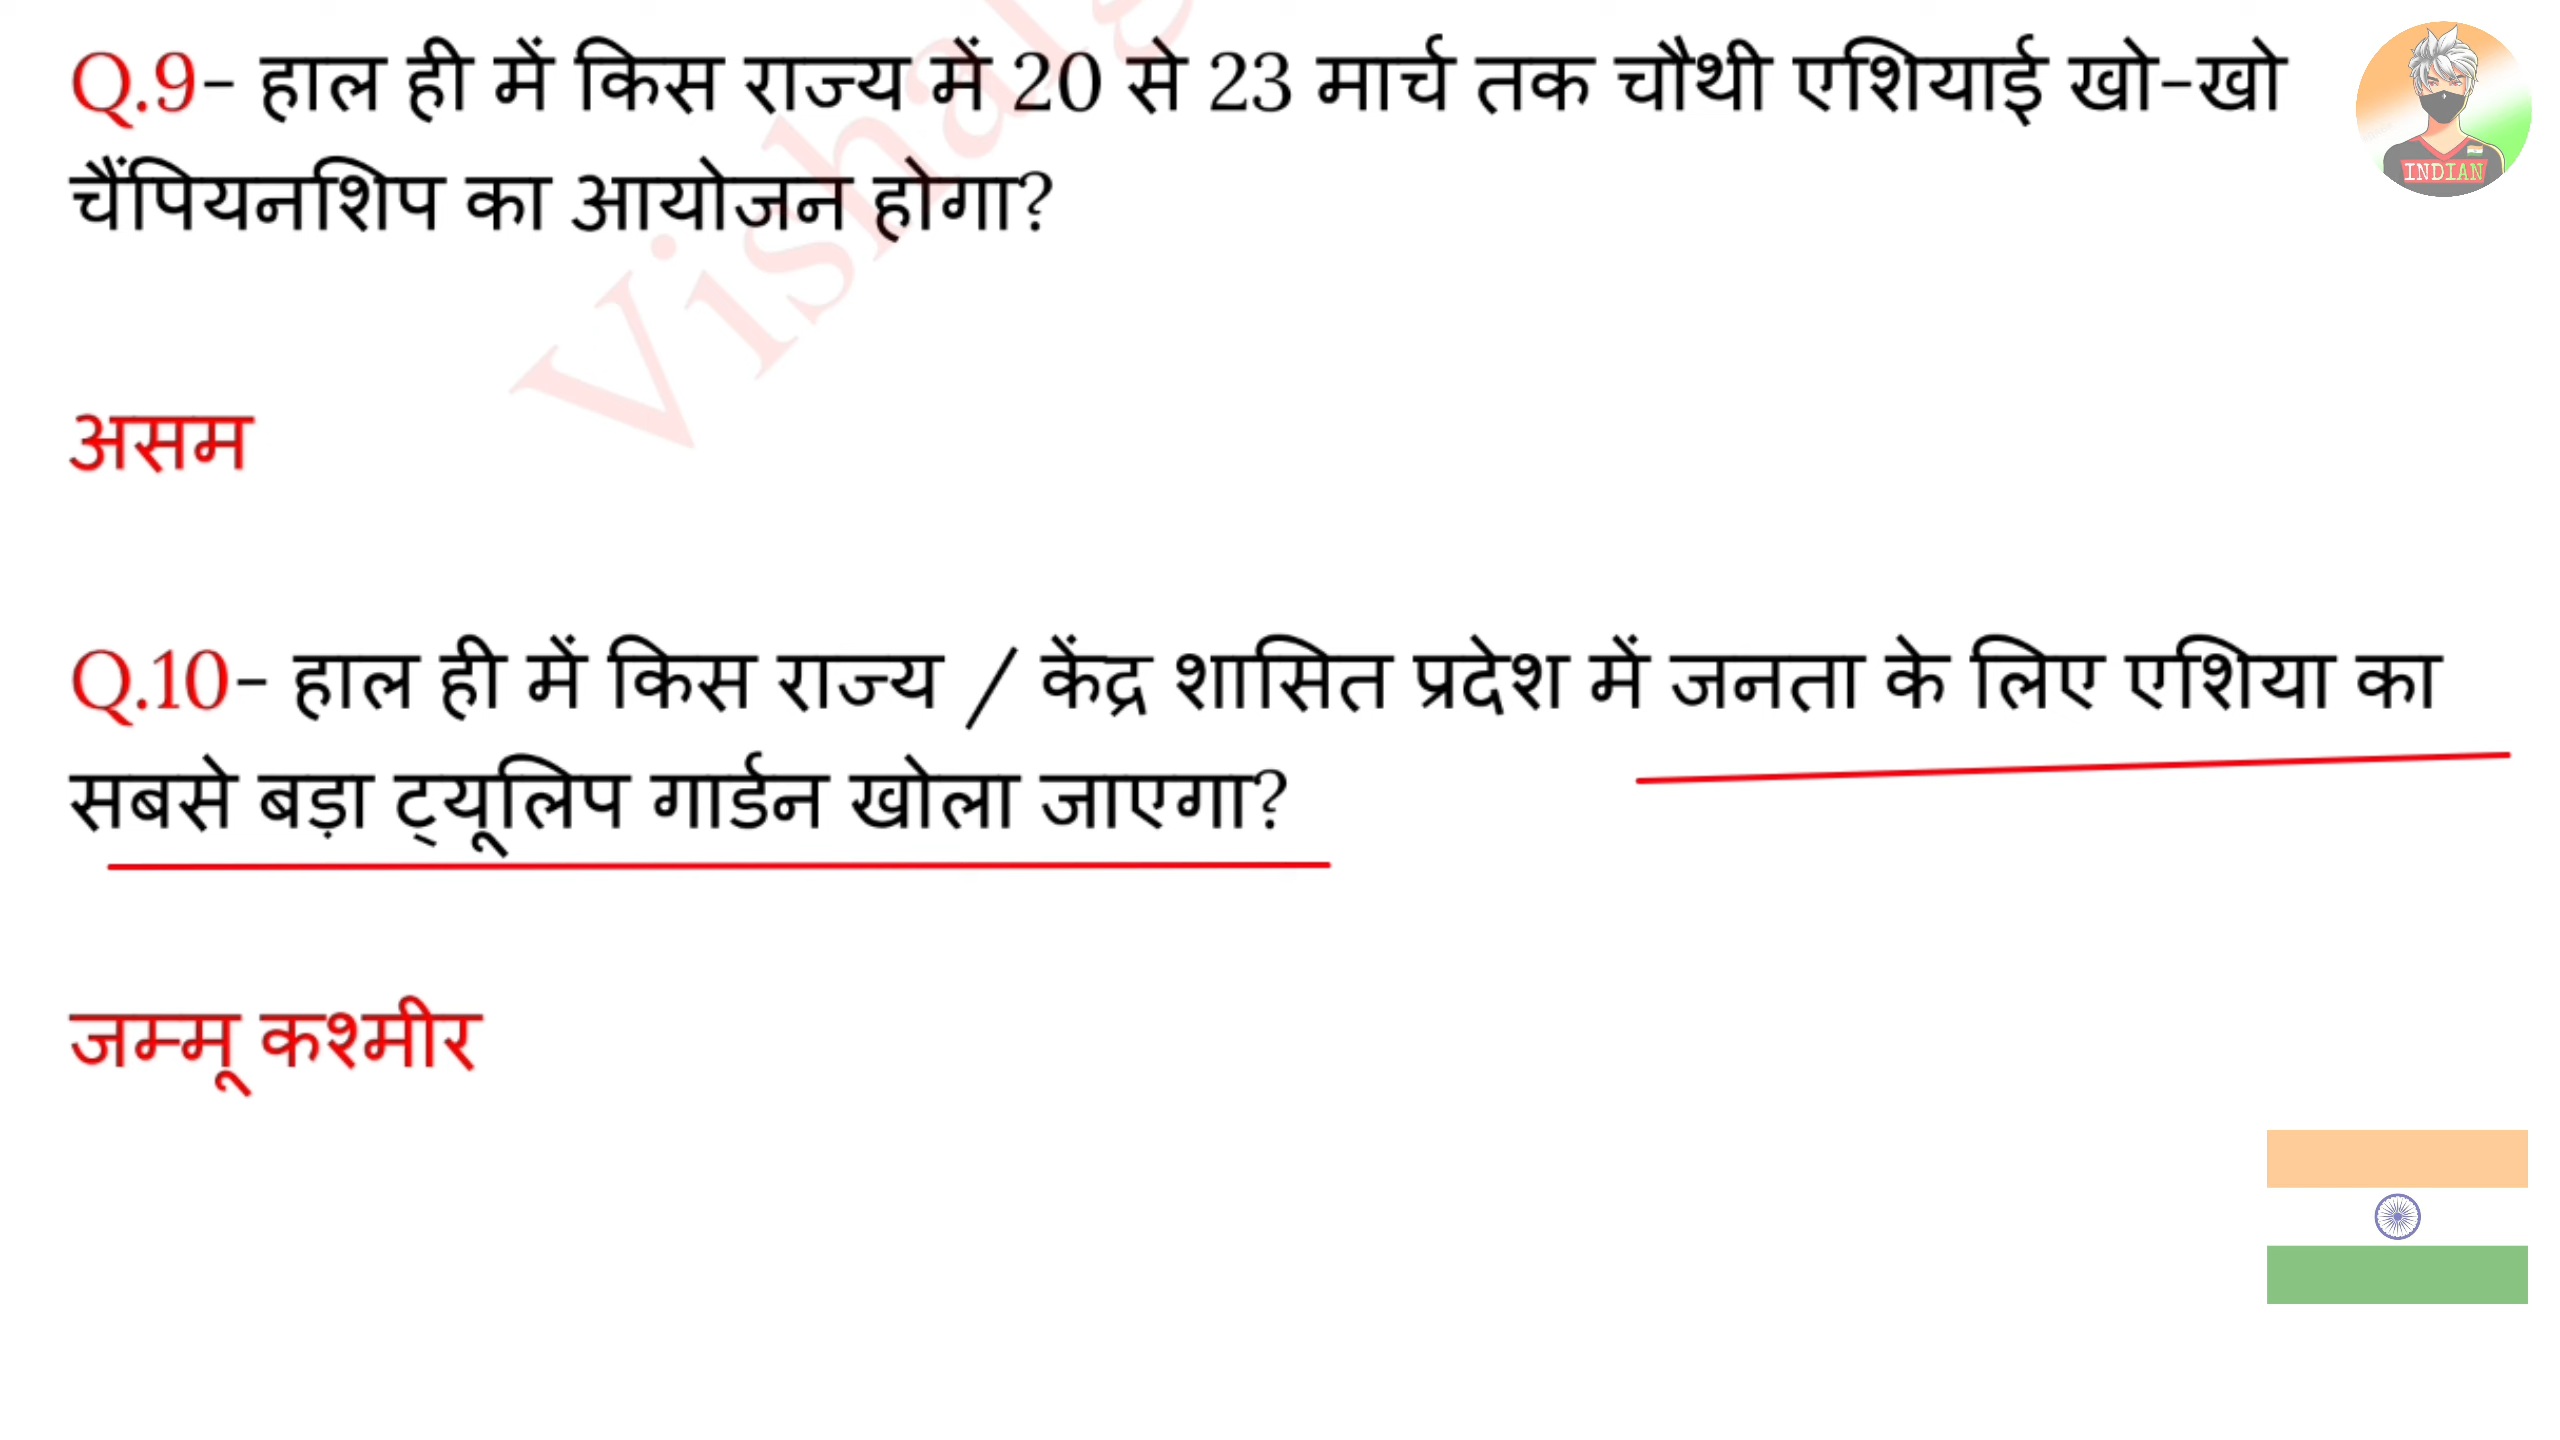 Q.9- हाल ही में किस राज्य में 20 से 23 मार्च तक चौथी एशियाई खो-खो
चैंपियनशिप का आयोजन होगा?
असम
Q.10- हाल ही में किस राज्य / केंद्र शासित प्रदेश में जनता के लिए एशिया का
सबसे बड़ा ट्यूलिप गार्डन खोला जाएगा?
जम्मू कश्मीर
Vishal
INDIAN